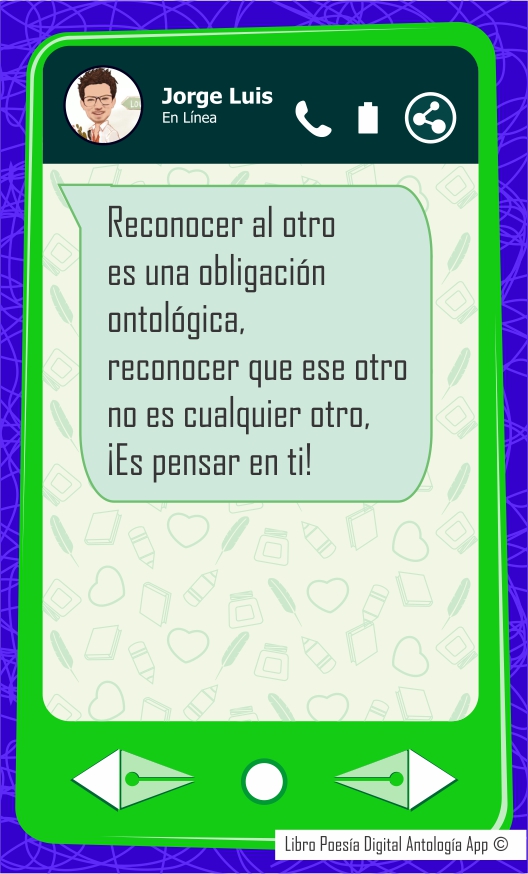 Jorge Luis
En Línea
Reconocer al otro
es una obligación
ontológica,
reconocer que ese otro
no es cualquier otro,
¡Es pensar en ti!
Libro Poesía Digital Antología App ©